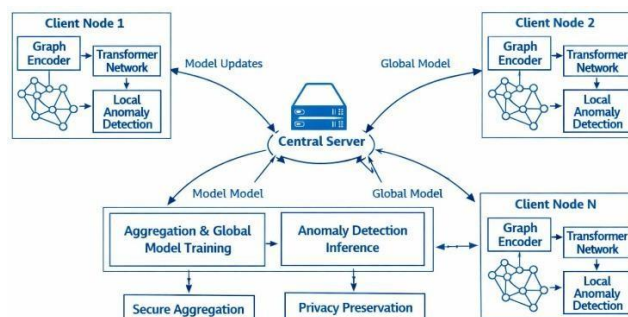 Client Node 1
Graph
Encoder
Transformer
Network
Local
Anomaly
Detection
Model Updates
Global Model
Client Node 2
Graph
Encoder
Transformer
Network
Local
Anomaly
Detection
Central Server
Model Model
Global Model
Aggregation & Global
Model Training
Anomaly Detection
Inference
Secure Aggregation
Privacy Preservation
Client Node N
Graph
Encoder
Transformer
Network
Local
Anomaly
Detection